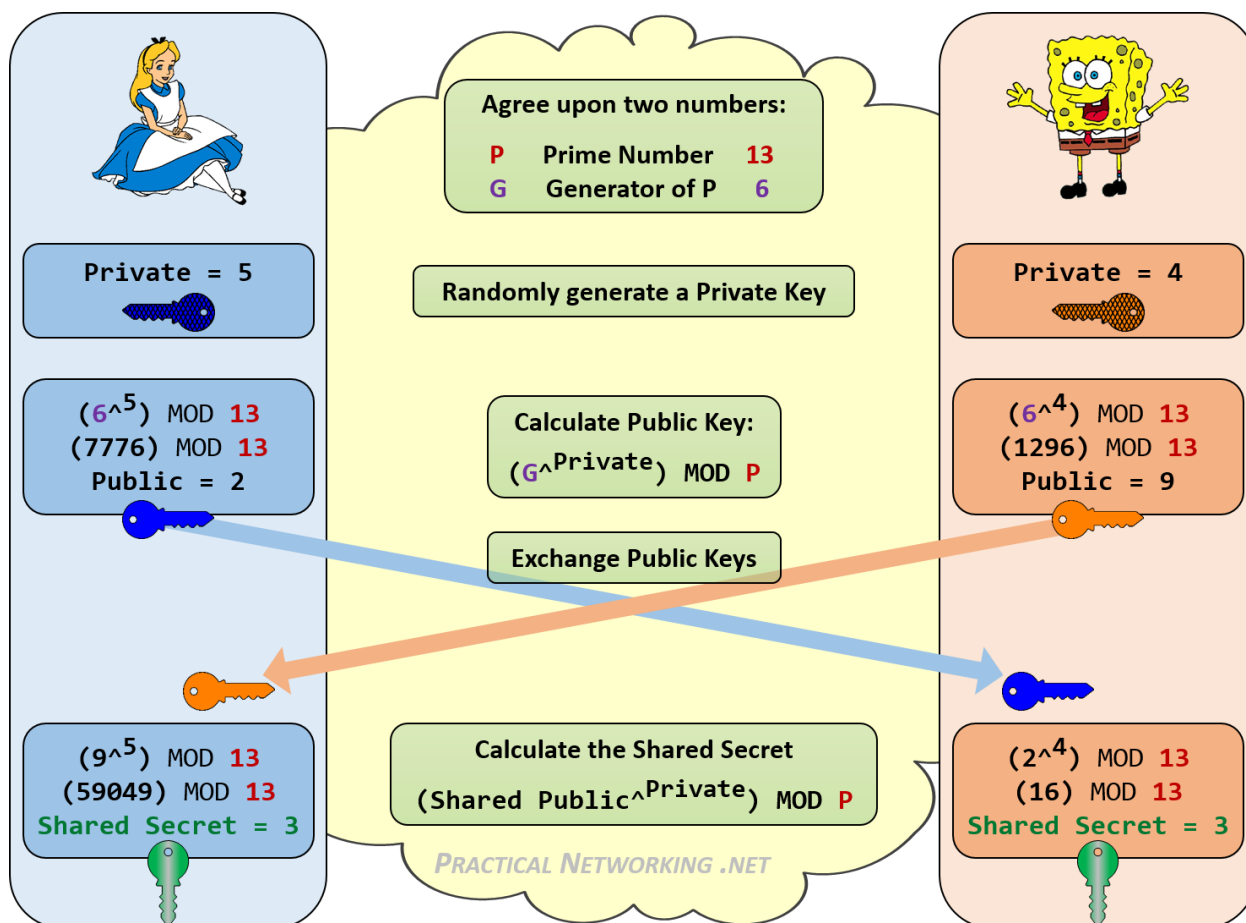 Agree upon two numbers:
P Prime Number 13
G Generator of P 6
Private = 5
Randomly generate a Private Key
Private = 4
(6^5) MOD 13
(7776) MOD 13
Public = 2
Calculate Public Key:
(G^Private) MOD P
(6^4) MOD 13
(1296) MOD 13
Public = 9
Exchange Public Keys
(9^5) MOD 13
(59049) MOD 13
Shared Secret = 3
Calculate the Shared Secret
(Shared Public^Private) MOD P
(2^4) MOD 13
(16) MOD 13
Shared Secret = 3
PRACTICAL NETWORKING .NET